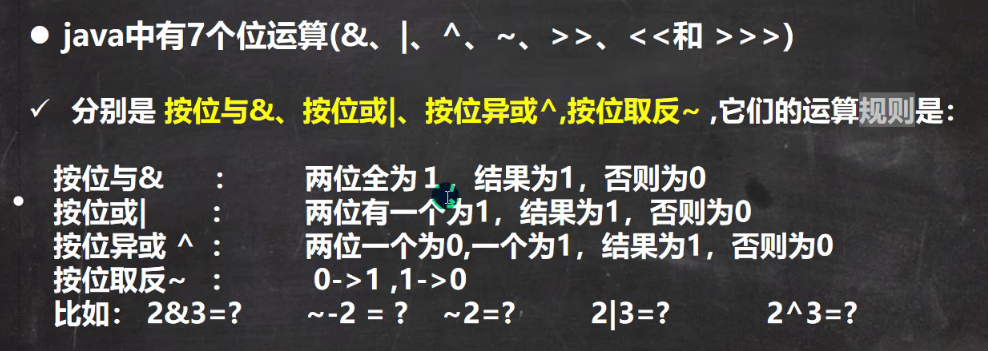 ● java中有7个位运算(&、|、^、~、>>、<<和 >>>)
✓ 分别是 按位与&、按位或|、按位异或^,按位取反~ ,它们的运算规则是：
按位与& ： 两位全为１，结果为1，否则为0
按位或| ： 两位有一个为1，结果为1，否则为0
按位异或 ^ ： 两位一个为0,一个为1，结果为1，否则为0
按位取反~ ： 0->1 ,1->0
比如： 2&3=? ~-2 = ? ~2=? 2|3=? 2^3=?